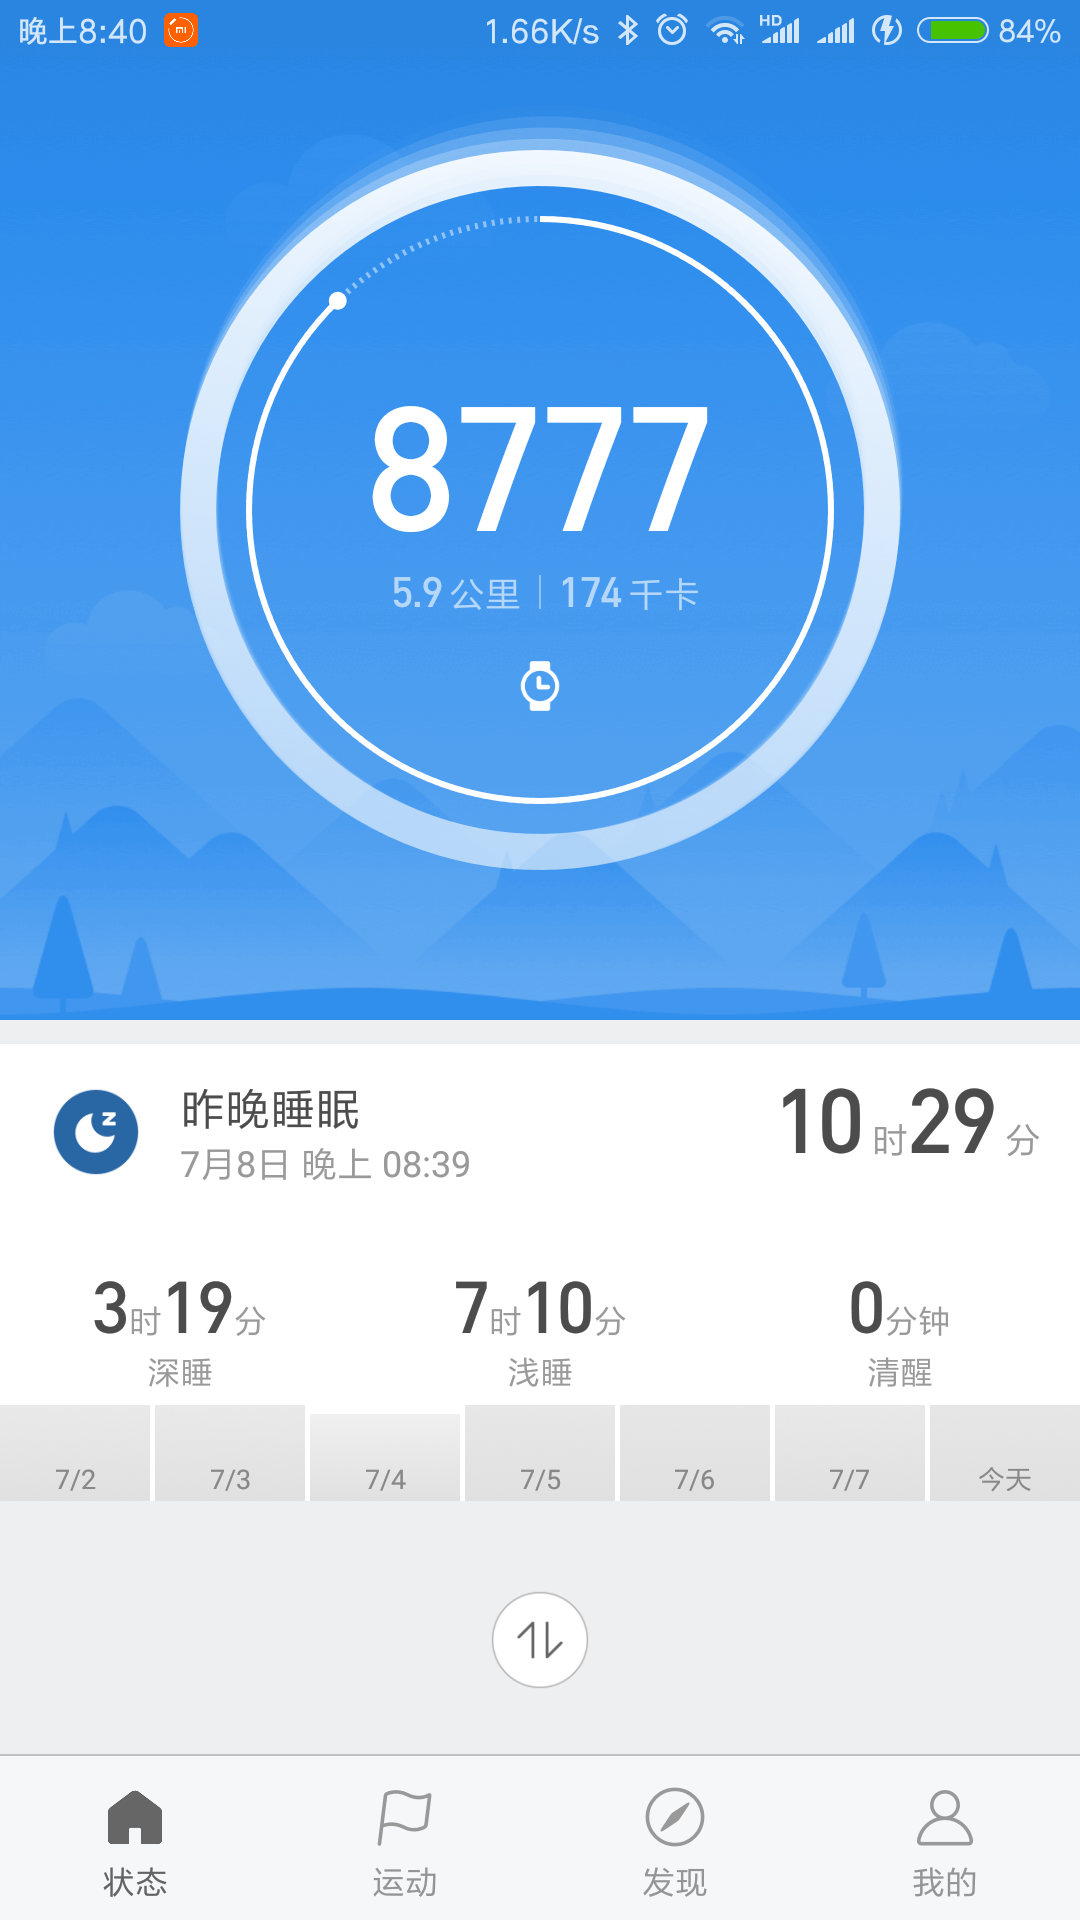 晚上8:40 mi 1.66K/s HD 84%
8777
5.9公里 174千卡
昨晚睡眠 10时29分
7月8日 晚上 08:39
3时19分 7时10分 0分钟
深睡 浅睡 清醒
7/2 7/3 7/4 7/5 7/6 7/7 今天
状态 运动 发现 我的